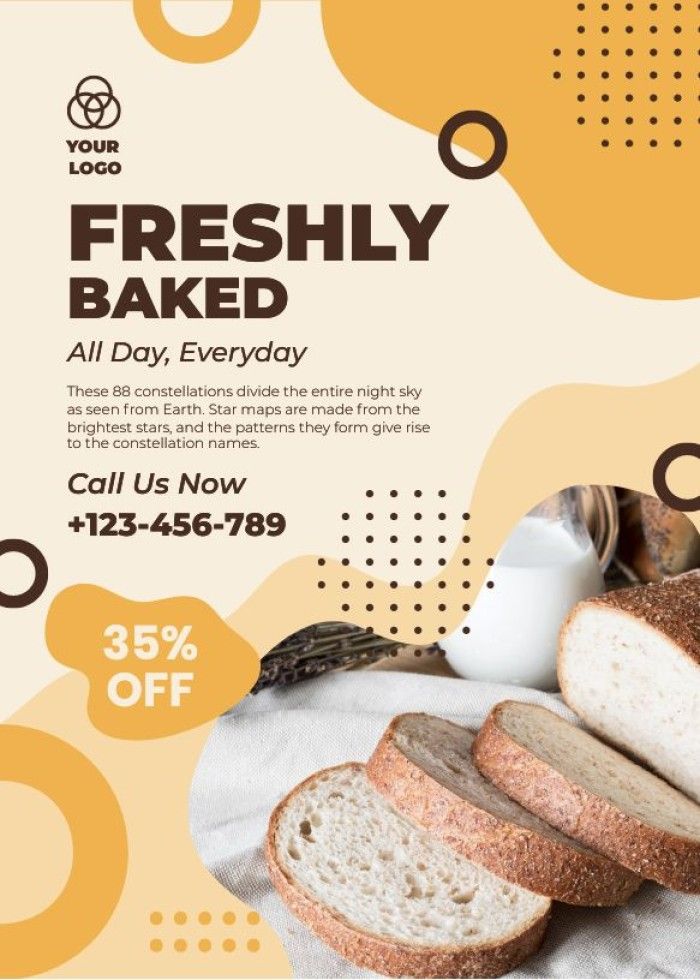 YOUR
LOGO
FRESHLY
BAKED
All Day, Everyday
These 88 constellations divide the entire night sky
as seen from Earth. Star maps are made from the
brightest stars, and the patterns they form give rise
to the constellation names.
Call Us Now
+123-456-789
35%
OFF